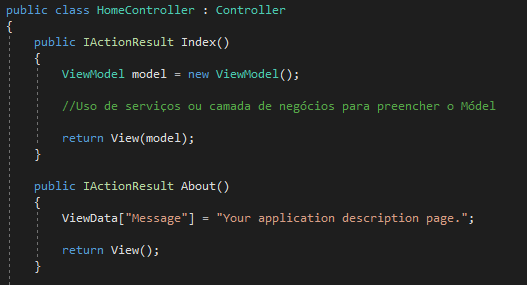 public class HomeController : Controller
{
public IActionResult Index()
{
ViewModel model = new ViewModel();
//Uso de serviços ou camada de negócios para preencher o Módel
return View(model);
}
public IActionResult About()
{
ViewData["Message"] = "Your application description page.";
return View();
}